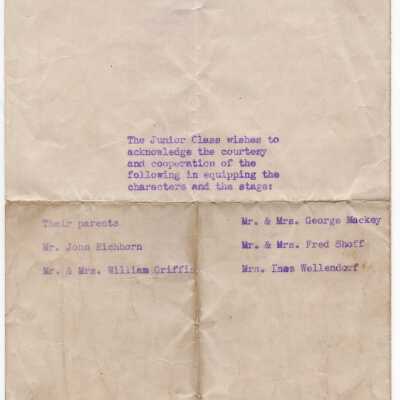 The Junior Class wishes to
acknowledge the courtesy
and cooperation of the
following in equipping the
characters and the stage:
Their parents
Mr. John Eichhorn
Mr. & Mrs. William Griffin
Mr. & Mrs. George Mackey
Mr. & Mrs. Fred Shoff
Mrs. Inas Wellendorf